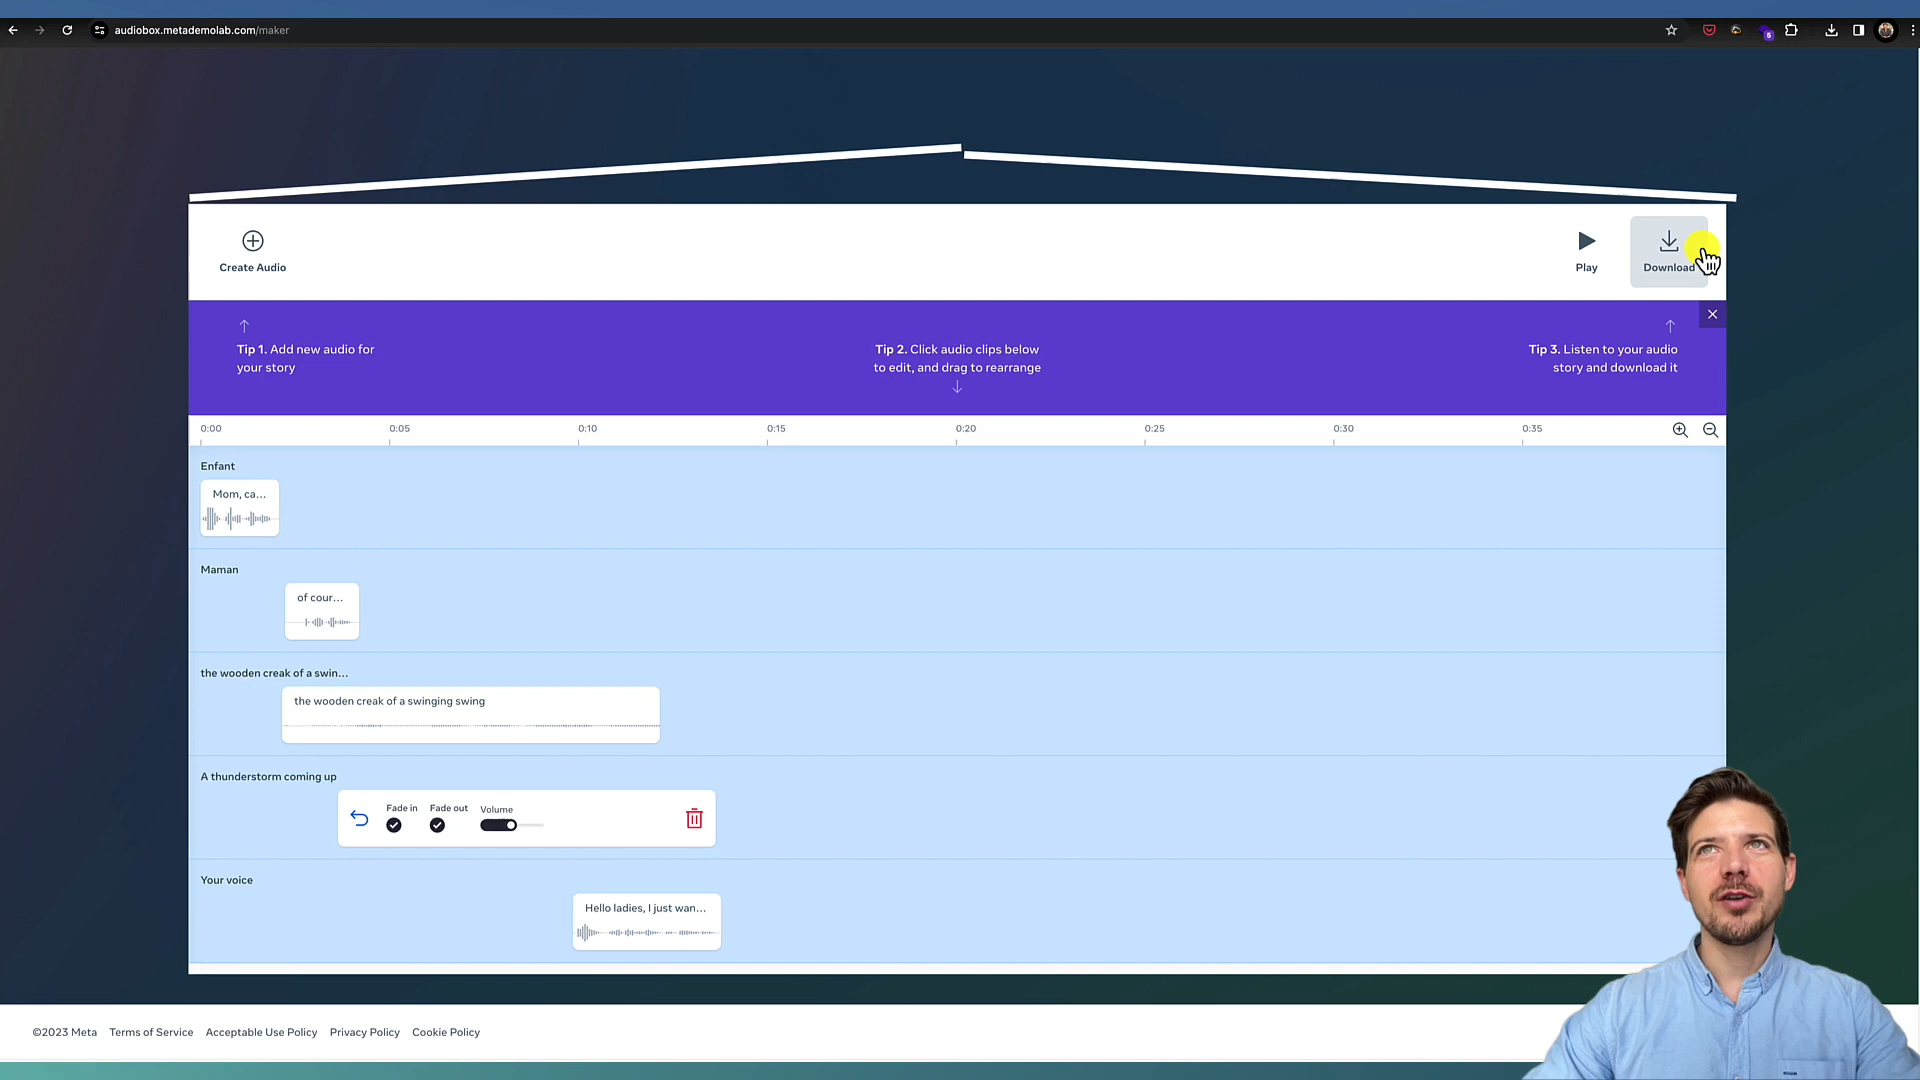 audiobox.metademolab.com/maker
5
Create Audio
Play
Download
Tip 1. Add new audio for
your story
Tip 2. Click audio clips below
to edit, and drag to rearrange
Tip 3. Listen to your audio
story and download it
0:00
0:05
0:10
0:15
0:20
0:25
0:30
0:35
Enfant
Mom, ca...
Maman
of cour...
the wooden creak of a swin...
the wooden creak of a swinging swing
A thunderstorm coming up
Fade in
Fade out
Volume
Your voice
Hello ladies, I just wan...
©2023 Meta
Terms of Service
Acceptable Use Policy
Privacy Policy
Cookie Policy